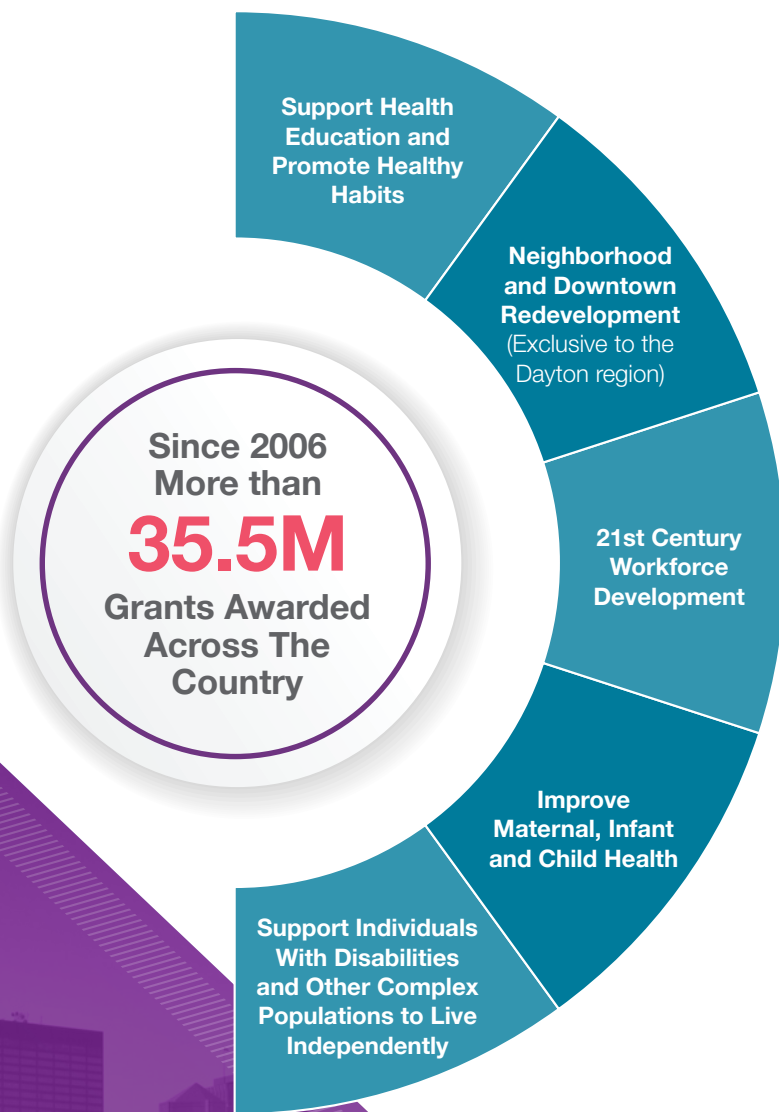 Support Health
Education and
Promote Healthy
Habits
Neighborhood
and Downtown
Redevelopment
(Exclusive to the
Dayton region)
Since 2006
More than
35.5M
Grants Awarded
Across The
Country
21st Century
Workforce
Development
Improve
Maternal, Infant
and Child Health
Support Individuals
With Disabilities
and Other Complex
Populations to Live
Independently